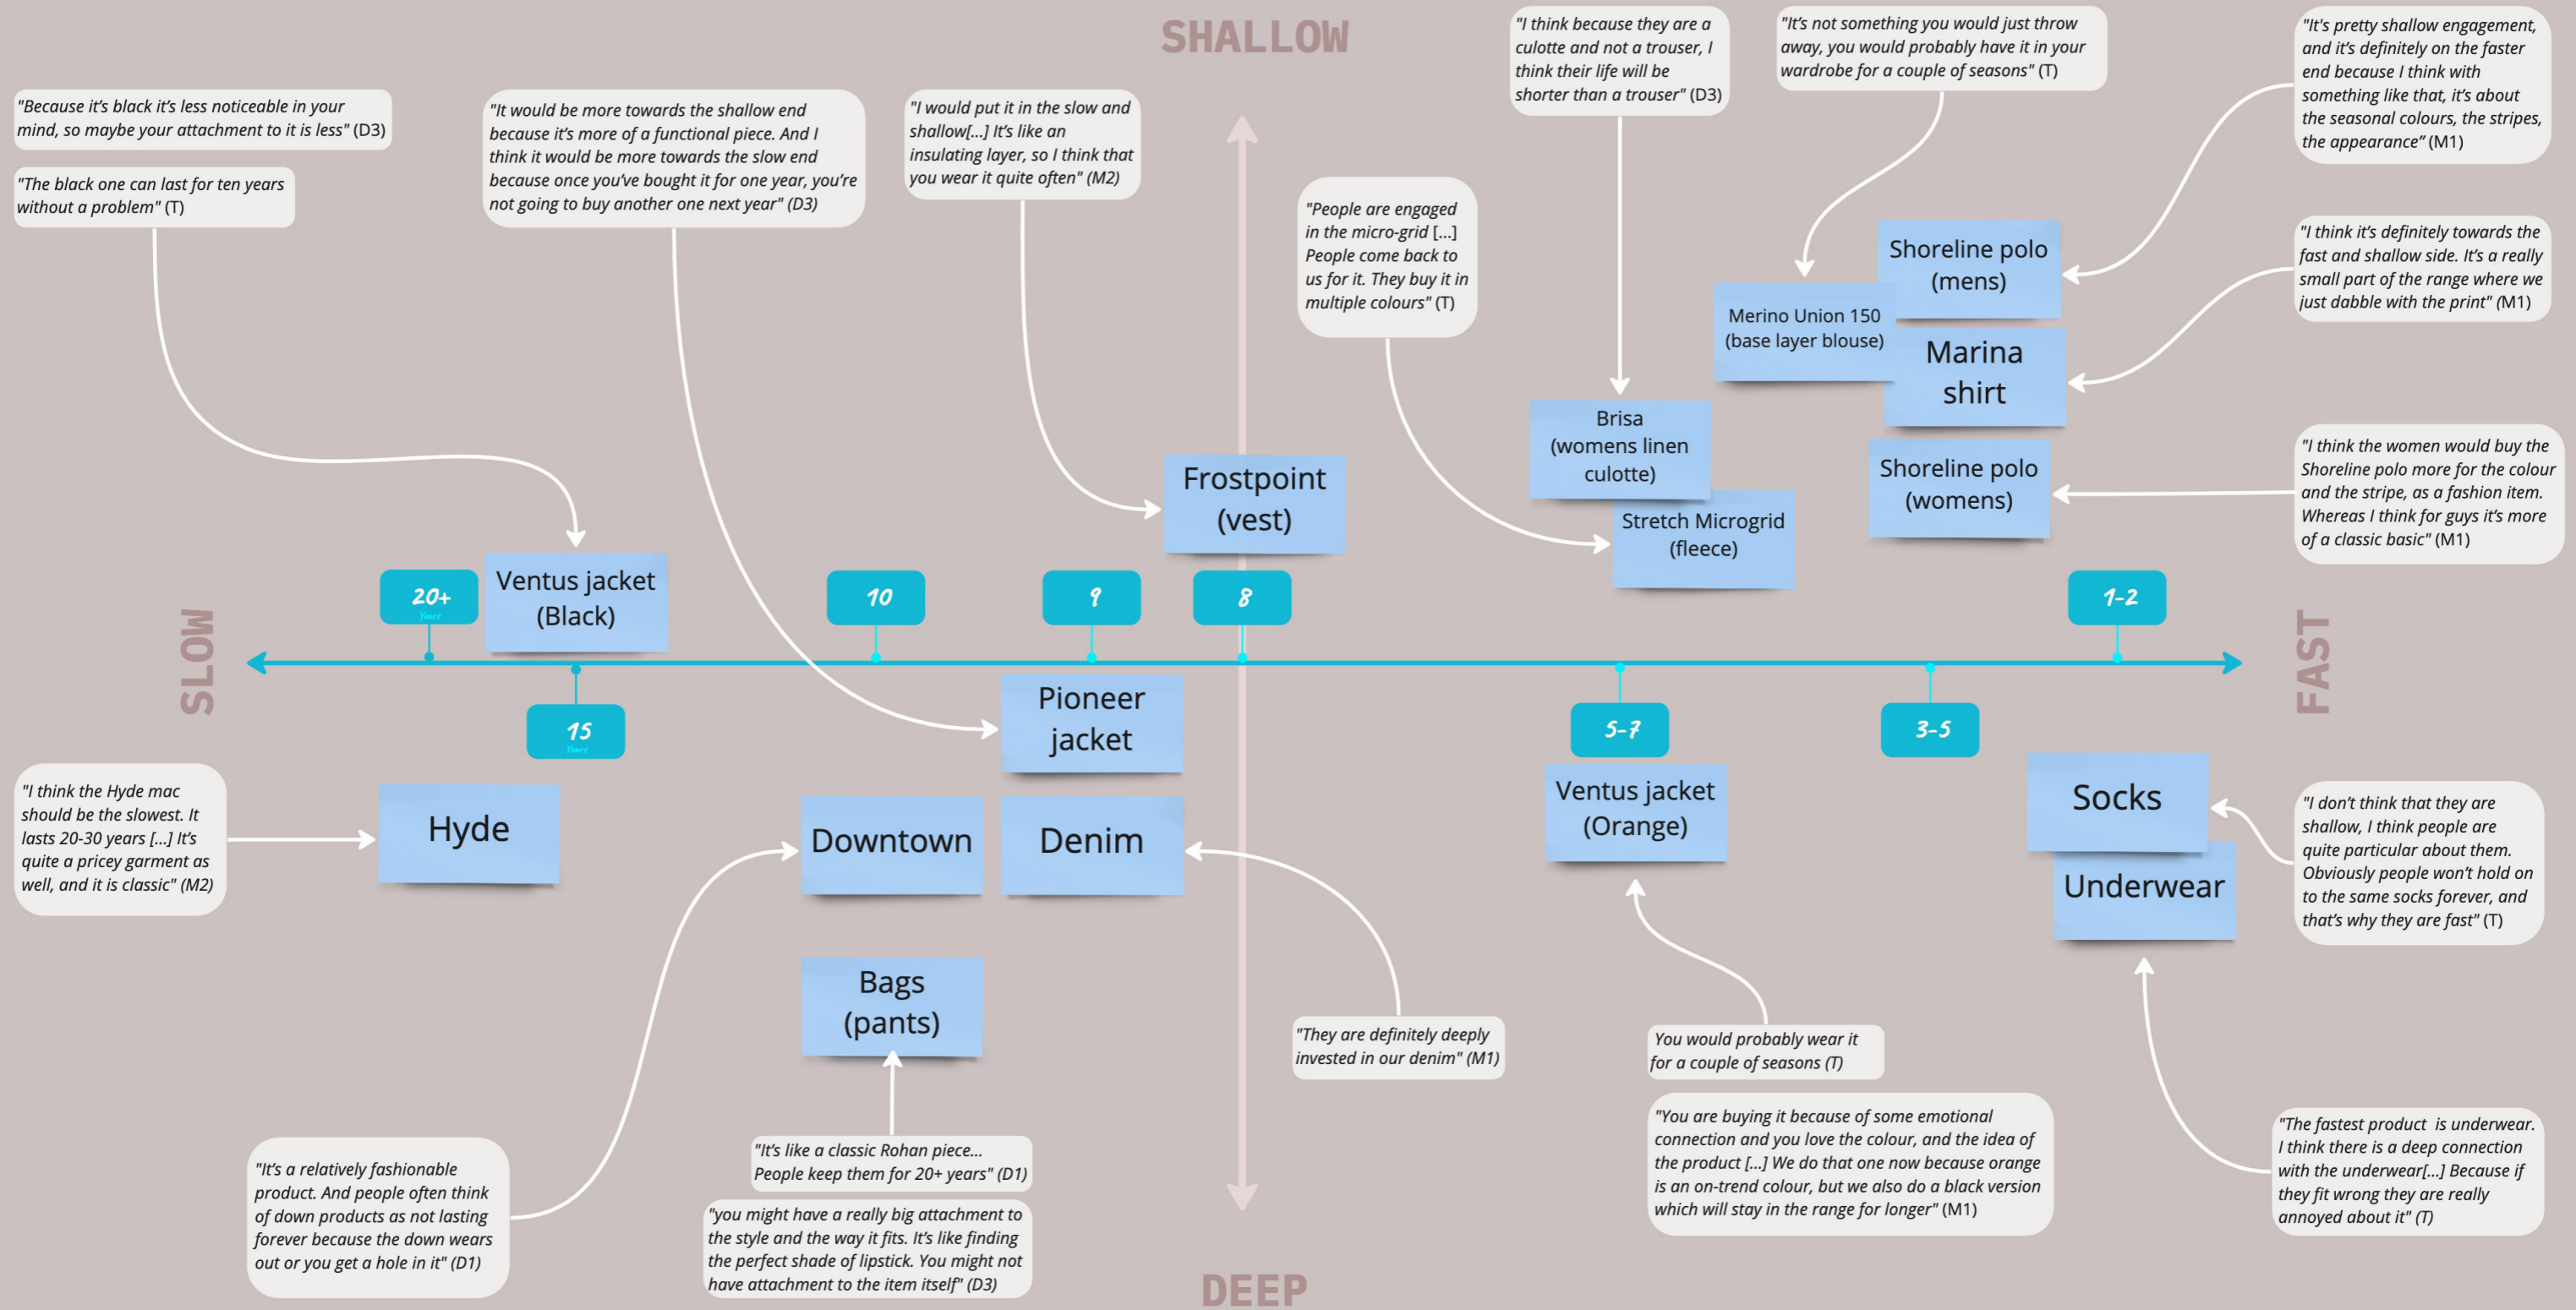 SHALLOW
"Because it's black it's less noticeable in your
mind, so maybe your attachment to it is less" (D3)
"The black one can last for ten years
without a problem" (T)
"It would be more towards the shallow end
because it's more of a functional piece. And I
think it would be more towards the slow end
because once you've bought it for one year, you're
not going to buy another one next year" (D3)
"I would put it in the slow and
shallow[...] It's like an
insulating layer, so I think that
you wear it quite often" (M2)
"People are engaged
in the micro-grid [...]
People come back to
us for it. They buy it in
multiple colours" (T)
"I think because they are a
culotte and not a trouser, I
think their life will be
shorter than a trouser" (D3)
"It's not something you would just throw
away, you would probably have it in your
wardrobe for a couple of seasons" (T)
"It's pretty shallow engagement,
and it's definitely on the faster
end because I think with
something like that, it's about
the seasonal colours, the stripes,
the appearance" (M1)
"I think it's definitely towards the
fast and shallow side. It's a really
small part of the range where we
just dabble with the print" (M1)
"I think the women would buy the
Shoreline polo more for the colour
and the stripe, as a fashion item.
Whereas I think for guys it's more
of a classic basic" (M1)
Shoreline polo
(mens)
Merino Union 150
(base layer blouse)
Marina
shirt
Brisa
(womens linen
culotte)
Shoreline polo
(womens)
Stretch Microgrid
(fleece)
Frostpoint
(vest)
Ventus jacket
(Black)
SLOW
20+
Years
15
Years
10
9
8
5-7
3-5
1-2
FAST
Pioneer
jacket
Hyde
Downtown
Denim
Bags
(pants)
Ventus jacket
(Orange)
Socks
Underwear
"I think the Hyde mac
should be the slowest. It
lasts 20-30 years [...] It's
quite a pricey garment as
well, and it is classic" (M2)
"It's a relatively fashionable
product. And people often think
of down products as not lasting
forever because the down wears
out or you get a hole in it" (D1)
"It's like a classic Rohan piece...
People keep them for 20+ years" (D1)
"you might have a really big attachment to
the style and the way it fits. It's like finding
the perfect shade of lipstick. You might not
have attachment to the item itself" (D3)
"They are definitely deeply
invested in our denim" (M1)
You would probably wear it
for a couple of seasons (T)
"You are buying it because of some emotional
connection and you love the colour, and the idea of
the product [...] We do that one now because orange
is an on-trend colour, but we also do a black version
which will stay in the range for longer" (M1)
"I don't think that they are
shallow, I think people are
quite particular about them.
Obviously people won't hold on
to the same socks forever, and
that's why they are fast" (T)
"The fastest product is underwear.
I think there is a deep connection
with the underwear[...] Because if
they fit wrong they are really
annoyed about it" (T)
DEEP